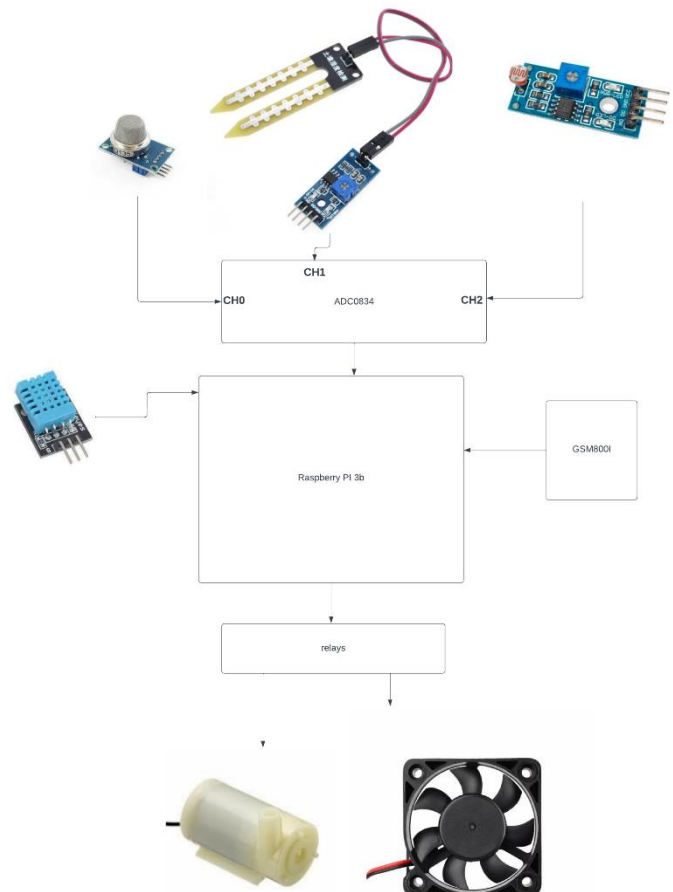 CH1
CH0
ADC0834
CH2
Raspberry PI 3b
GSM800l
relays